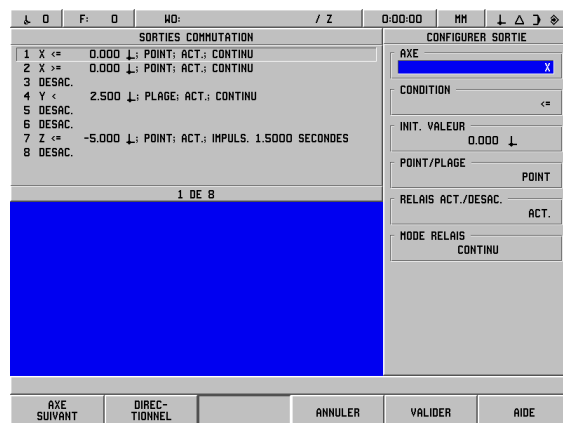 0 F: 0 WO: / Z 0:00:00 MM
SORTIES COMMUTATION
1 X <= 0.000 ; POINT; ACT.; CONTINU
2 X >= 0.000 ; POINT; ACT.; CONTINU
3 DESAC.
4 Y < 2.500 ; PLAGE; ACT.; CONTINU
5 DESAC.
6 DESAC.
7 Z <= -5.000 ; POINT; ACT.; IMPULS. 1.5000 SECONDES
8 DESAC.
1 DE 8
CONFIGURER SORTIE
AXE
X
CONDITION
<=
INIT. VALEUR
0.000
POINT/PLAGE
POINT
RELAIS ACT./DESAC.
ACT.
MODE RELAIS
CONTINU
AXE
SUIVANT
DIREC-
TIONNEL
ANNULER
VALIDER
AIDE